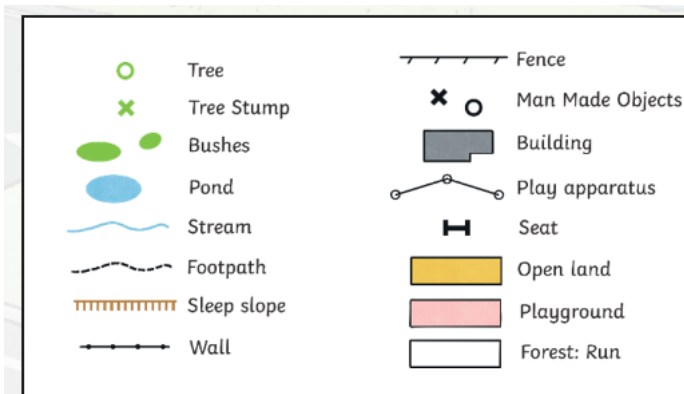 Tree
Tree Stump
Bushes
Pond
Stream
Footpath
Sleep slope
Wall
Fence
Man Made Objects
Building
Play apparatus
Seat
Open land
Playground
Forest: Run